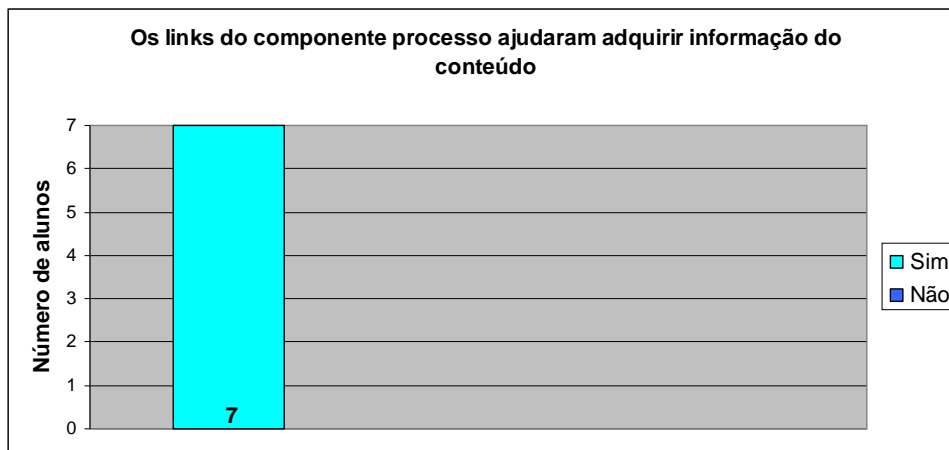 Os links do componente processo ajudaram adquirir informação do
conteúdo
Número de alunos
7
6
5
4
3
2
1
0
7
Sim
Não